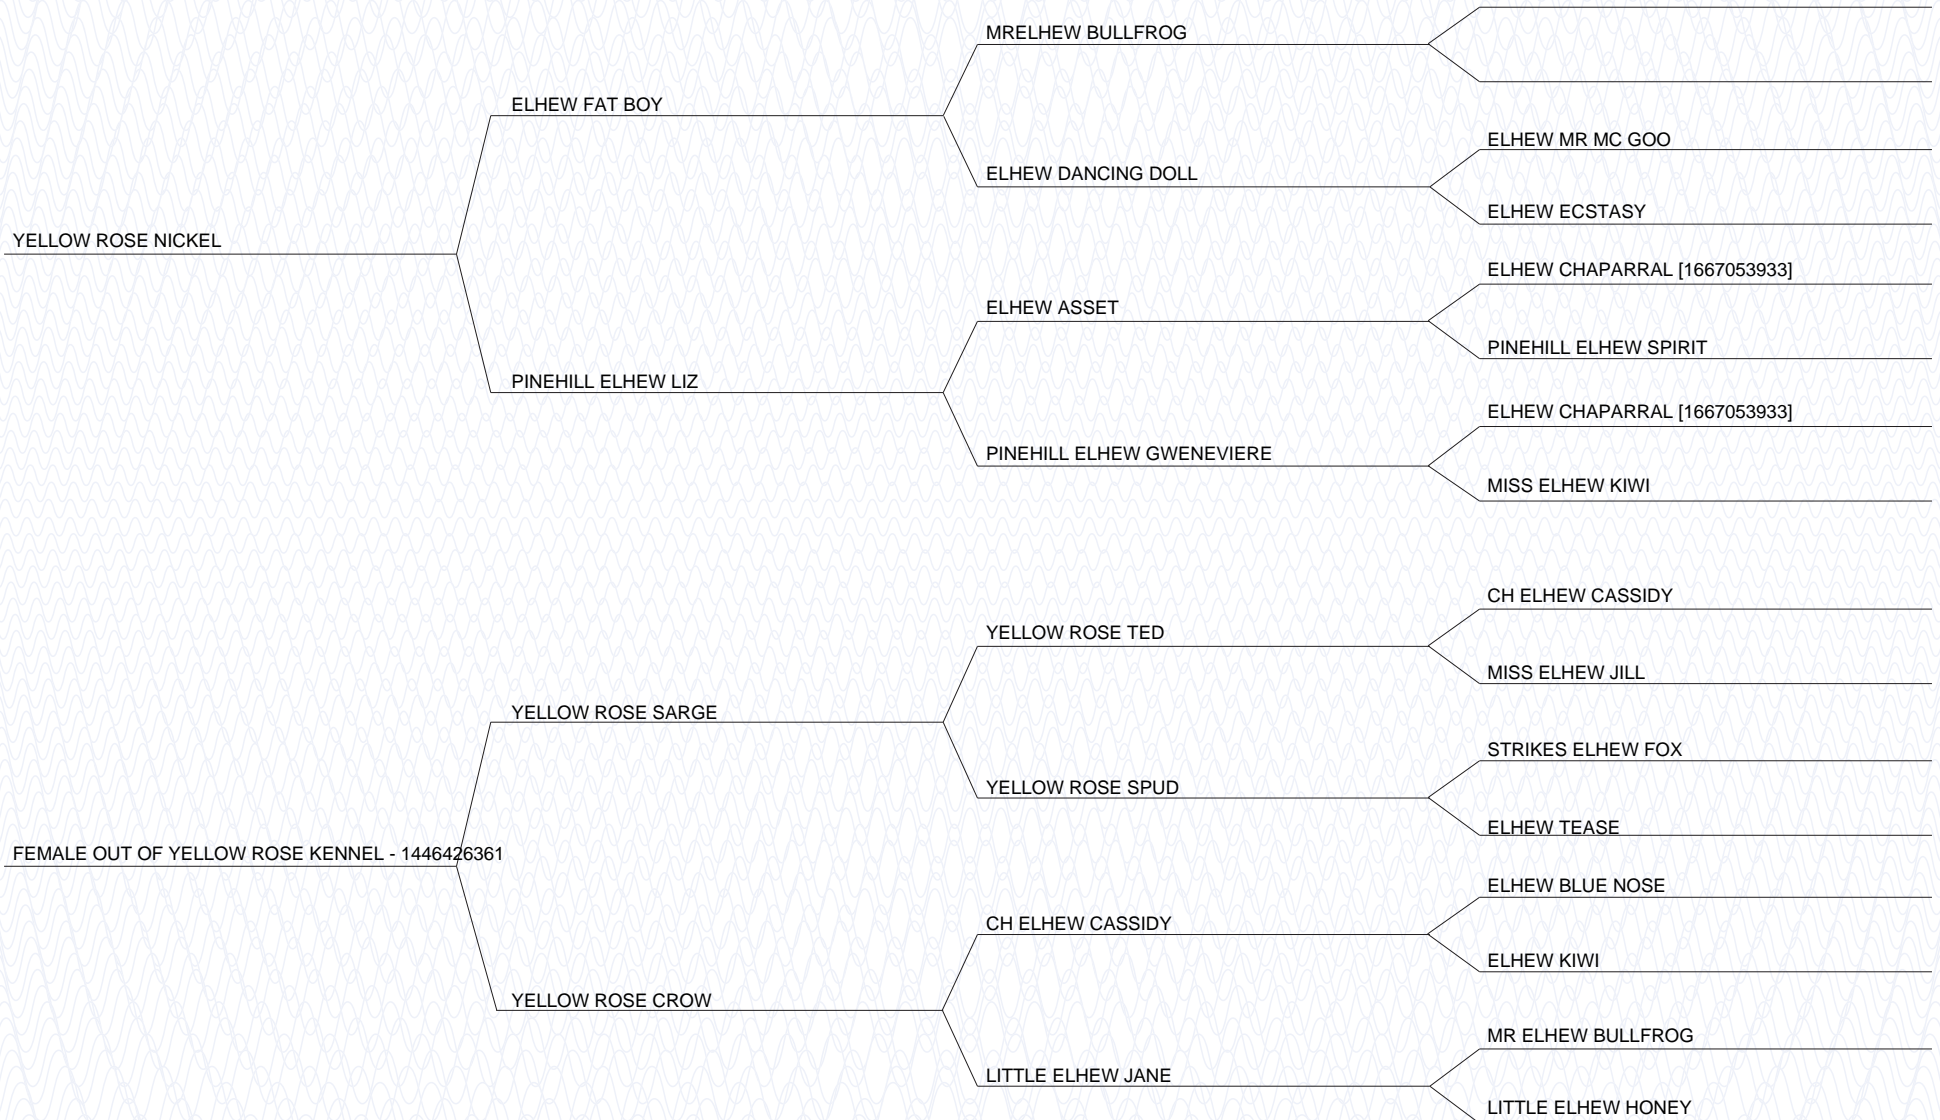 MRELHEW BULLFROG
ELHEW FAT BOY
ELHEW MR MC GOO
ELHEW DANCING DOLL
ELHEW ECSTASY
YELLOW ROSE NICKEL
ELHEW CHAPARRAL [1667053933]
ELHEW ASSET
PINEHILL ELHEW SPIRIT
PINEHILL ELHEW LIZ
ELHEW CHAPARRAL [1667053933]
PINEHILL ELHEW GWENEVIERE
MISS ELHEW KIWI
CH ELHEW CASSIDY
YELLOW ROSE TED
MISS ELHEW JILL
YELLOW ROSE SARGE
STRIKES ELHEW FOX
YELLOW ROSE SPUD
ELHEW TEASE
FEMALE OUT OF YELLOW ROSE KENNEL - 1446426361
ELHEW BLUE NOSE
CH ELHEW CASSIDY
ELHEW KIWI
YELLOW ROSE CROW
MR ELHEW BULLFROG
LITTLE ELHEW JANE
LITTLE ELHEW HONEY